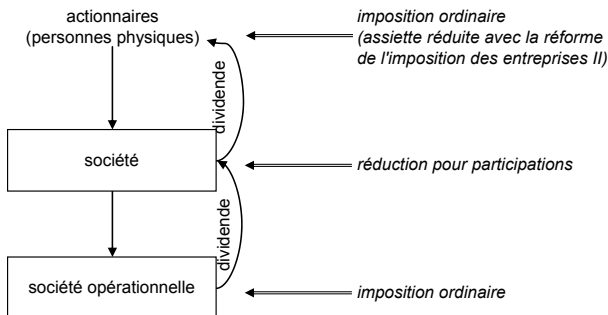 actionnaires
(personnes physiques)
imposition ordinaire
(assiette réduite avec la réforme
de l'imposition des entreprises II)
dividende
société
réduction pour participations
dividende
société opérationnelle
imposition ordinaire